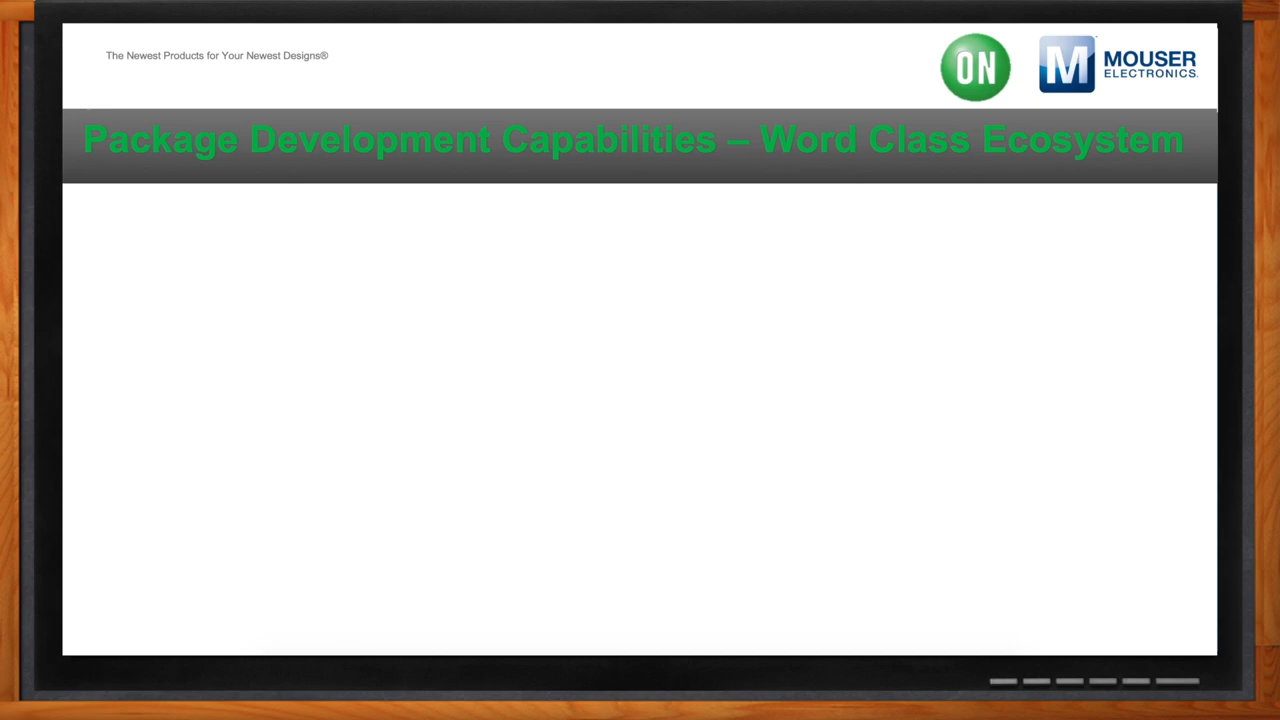 The Newest Products for Your Newest Designs®
ON
M MOUSER
ELECTRONICS.
Package Development Capabilities – Word Class Ecosystem